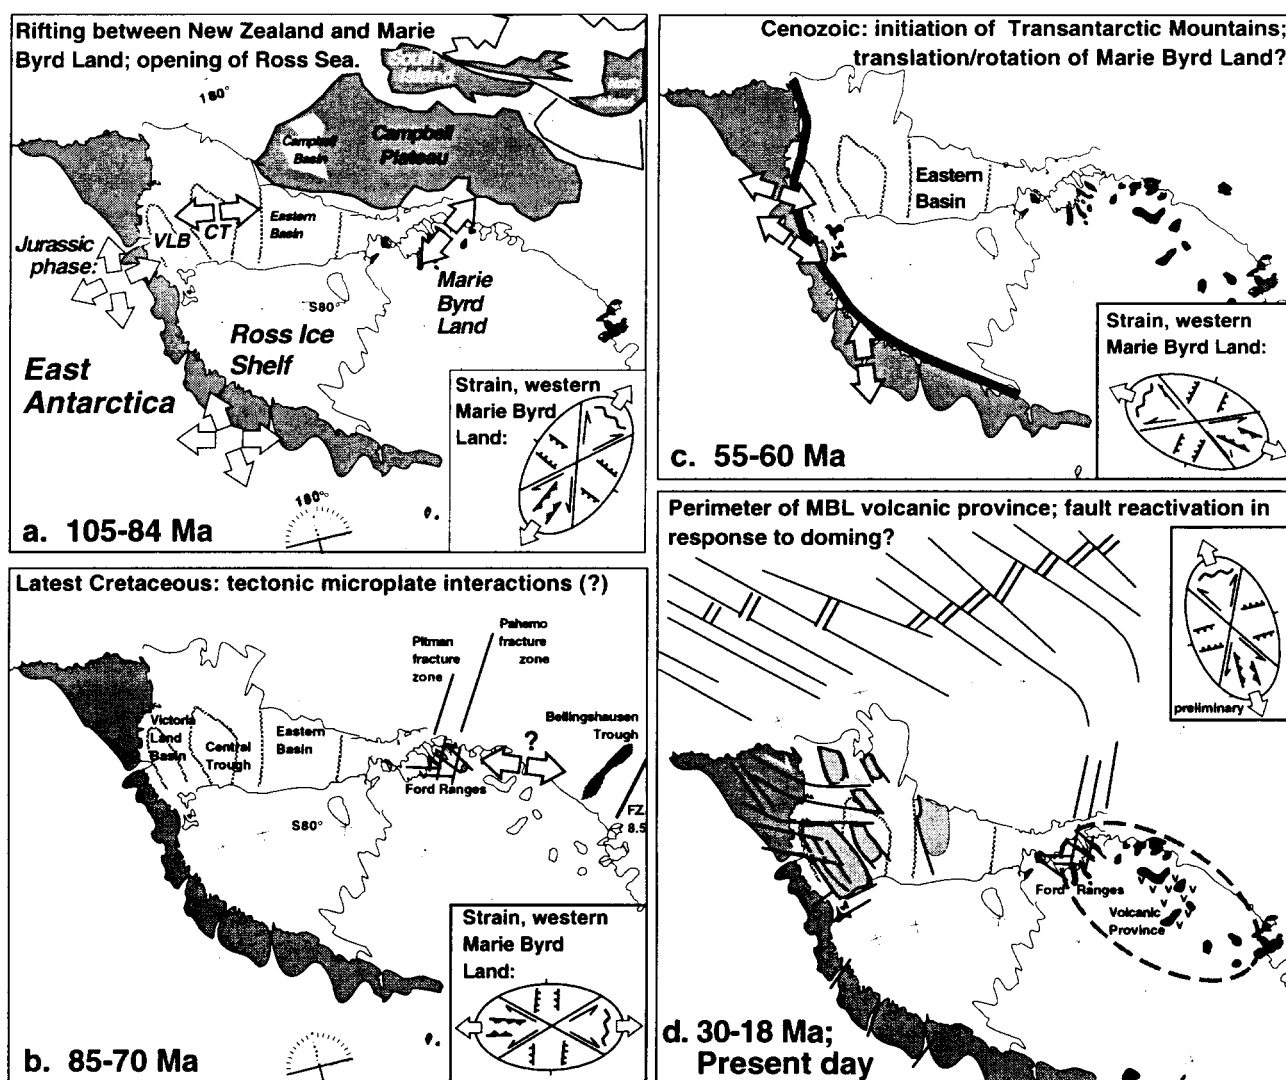 Rifting between New Zealand and Marie
Byrd Land; opening of Ross Sea.
South
Island
180°
Campbell
Basin
Campbell
Plateau
Eastern
Basin
CT
VLB
Jurassic
phase:
S80°
Marie
Byrd
Land
Ross Ice
Shelf
East
Antarctica
Strain, western
Marie Byrd
Land:
180°
a. 105-84 Ma
Latest Cretaceous: tectonic microplate interactions (?)
Pitman
fracture
zone
Pahemo
fracture
zone
Bellingshausen
Trough
Victoria
Land
Basin
Central
Trough
Eastern
Basin
?
Ford Ranges
FZ
8.5
S80°
Strain, western
Marie Byrd
Land:
b. 85-70 Ma
Cenozoic: initiation of Transantarctic Mountains;
translation/rotation of Marie Byrd Land?
Eastern
Basin
Strain, western
Marie Byrd Land:
c. 55-60 Ma
Perimeter of MBL volcanic province; fault reactivation in
response to doming?
preliminary
Ford Ranges
Volcanic
Province
v v v v v v v
d. 30-18 Ma;
Present day